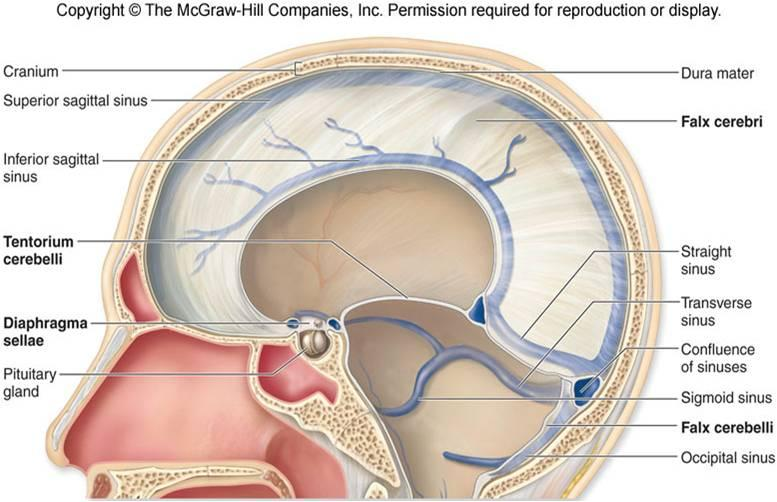 Copyright © The McGraw-Hill Companies, Inc. Permission required for reproduction or display.
Cranium
Superior sagittal sinus
Inferior sagittal
sinus
Tentorium
cerebelli
Diaphragma
sellae
Pituitary
gland
Dura mater
Falx cerebri
Straight
sinus
Transverse
sinus
Confluence
of sinuses
Sigmoid sinus
Falx cerebelli
Occipital sinus